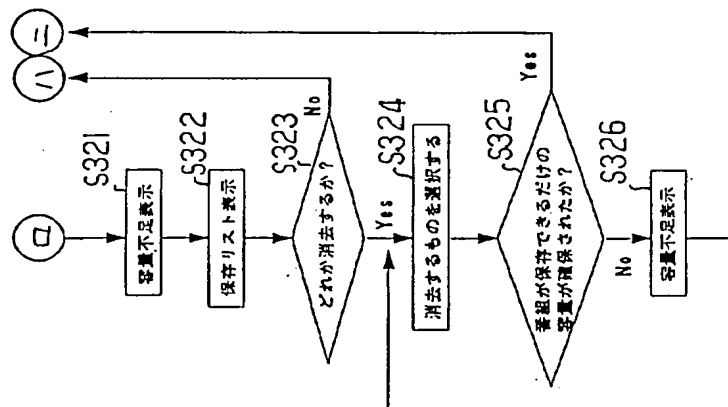 ロ
ハ
ニ
S321
容量不足表示
S322
保存リスト表示
S323
どれか消去するか?
No
Yes
S324
消去するものを選択する
S325
番組が保存できるだけの
容量が確保されたか?
Yes
No
S326
容量不足表示